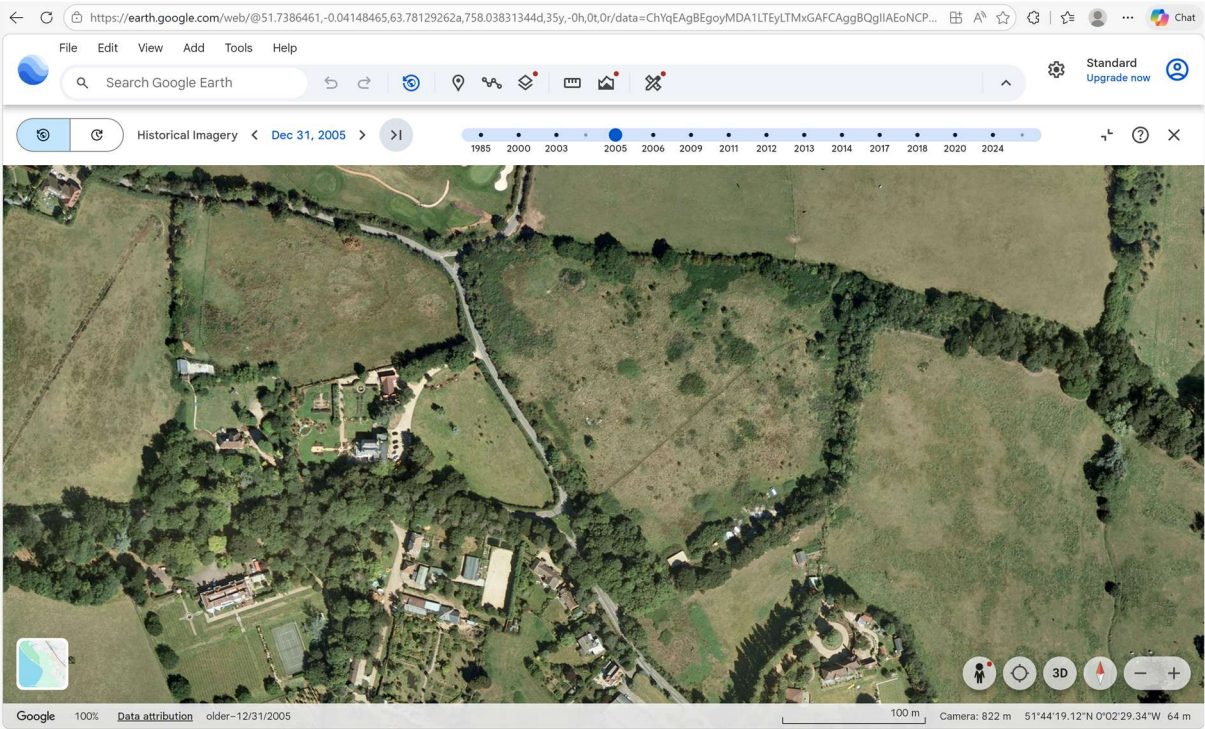 https://earth.google.com/web/@51.7386461,-0.04148465,63.78129262a,758.03831344d,35y,-0h,0t,0r/data=ChYqEAgBEgoyMDA1LTEyLTMxGAFCAggBQgIIAEoNCP...
Chat
File Edit View Add Tools Help
Search Google Earth
Standard
Upgrade now
Historical Imagery
Dec 31, 2005
1985 2000 2003 2005 2006 2009 2011 2012 2013 2014 2017 2018 2020 2024
3D
Google 100% Data attribution older–12/31/2005 100 m Camera: 822 m 51°44'19.12"N 0°02'29.34"W 64 m